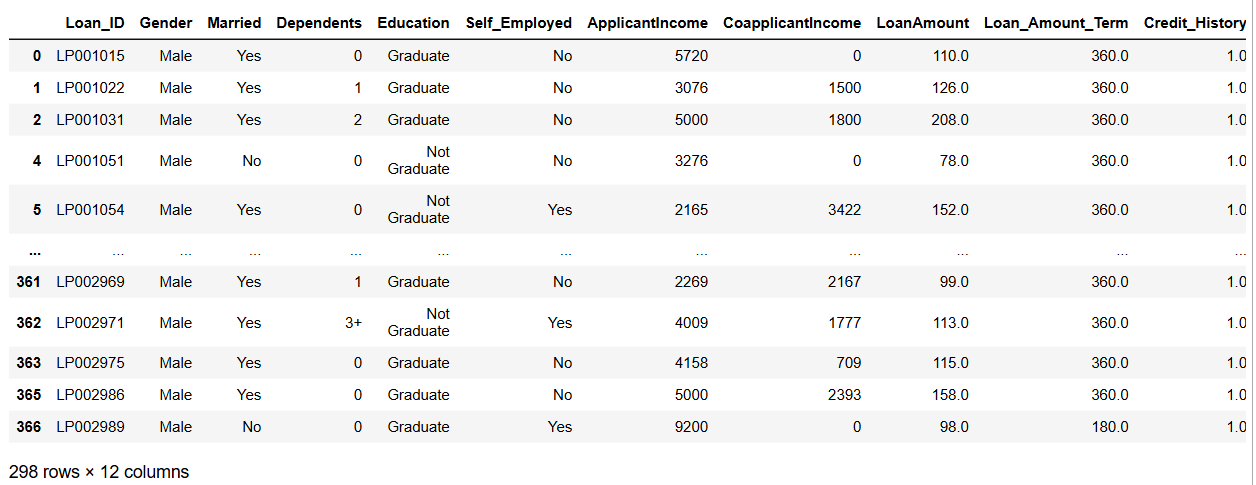 Loan_ID Gender Married Dependents Education Self_Employed ApplicantIncome CoapplicantIncome LoanAmount Loan_Amount_Term Credit_History
0 LP001015 Male Yes 0 Graduate No 5720 0 110.0 360.0 1.0
1 LP001022 Male Yes 1 Graduate No 3076 1500 126.0 360.0 1.0
2 LP001031 Male Yes 2 Graduate No 5000 1800 208.0 360.0 1.0
4 LP001051 Male No 0 Not Graduate No 3276 0 78.0 360.0 1.0
5 LP001054 Male Yes 0 Not Graduate Yes 2165 3422 152.0 360.0 1.0
... ... ... ... ... ... ... ... ... ... ... ...
361 LP002969 Male Yes 1 Graduate No 2269 2167 99.0 360.0 1.0
362 LP002971 Male Yes 3+ Not Graduate Yes 4009 1777 113.0 360.0 1.0
363 LP002975 Male Yes 0 Graduate No 4158 709 115.0 360.0 1.0
365 LP002986 Male Yes 0 Graduate No 5000 2393 158.0 360.0 1.0
366 LP002989 Male No 0 Graduate Yes 9200 0 98.0 180.0 1.0
298 rows × 12 columns